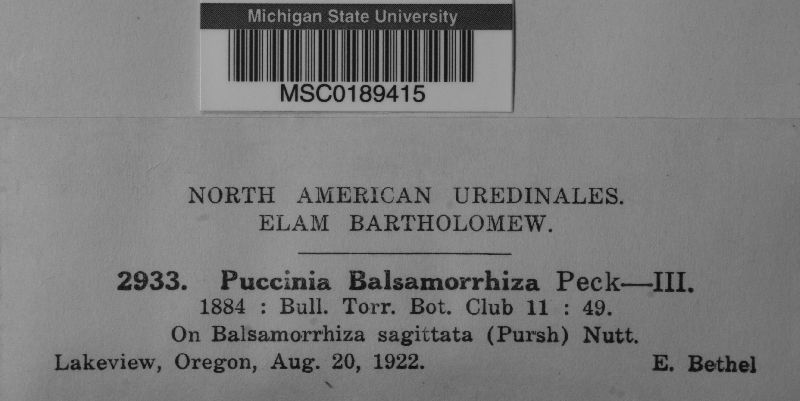 Michigan State University
MSC0189415
NORTH AMERICAN UREDINALES.
ELAM BARTHOLOMEW.
2933. Puccinia Balsamorrhiza Peck—III.
1884 : Bull. Torr. Bot. Club 11 : 49.
On Balsamorrhiza sagittata (Pursh) Nutt.
Lakeview, Oregon, Aug. 20, 1922. E. Bethel